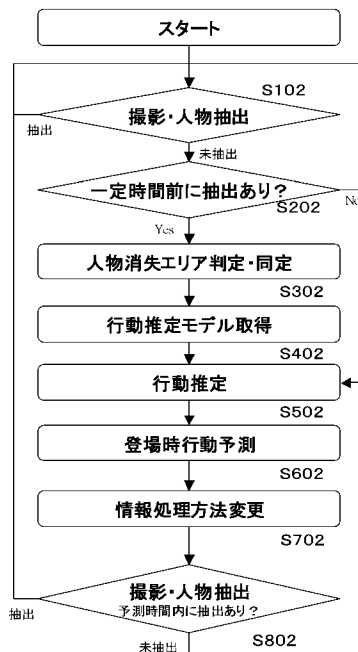 スタート
S102
撮影・人物抽出
抽出
未抽出
一定時間前に抽出あり？
S202
No
Yes
人物消失エリア判定・同定
S302
行動推定モデル取得
S402
行動推定
S502
登場時行動予測
S602
情報処理方法変更
S702
撮影・人物抽出
予測時間内に抽出あり？
抽出
未抽出
S802